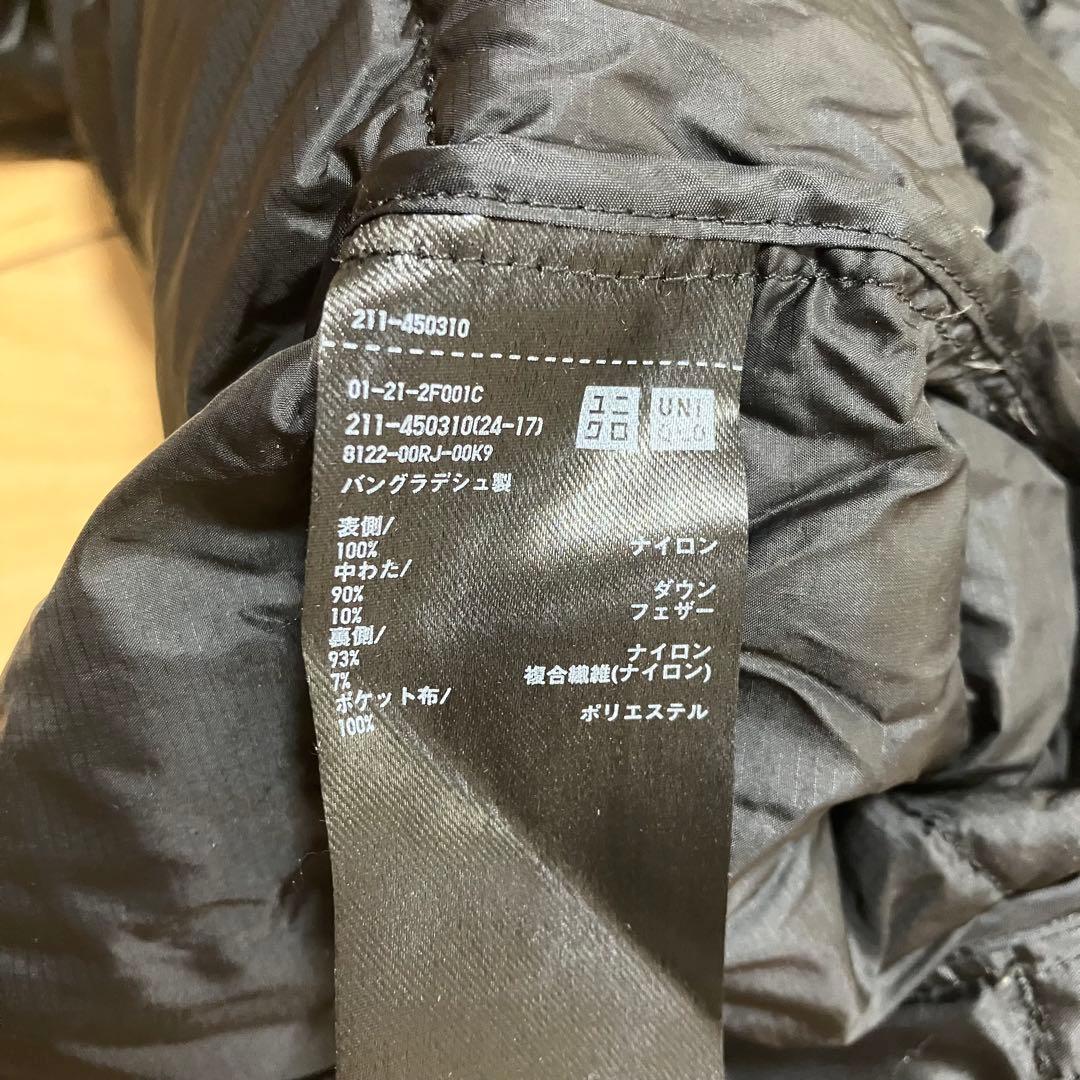 211-450310
01-21-2F001C
211-450310(24-17)
8122-00RJ-00K9
バングラデシュ製
ユニ
クロ
UNI
QLO
表側/
100% ナイロン
中わた/
90% ダウン
10% フェザー
裏側/
93% ナイロン
7% 複合繊維(ナイロン)
ポケット布/
100% ポリエステル